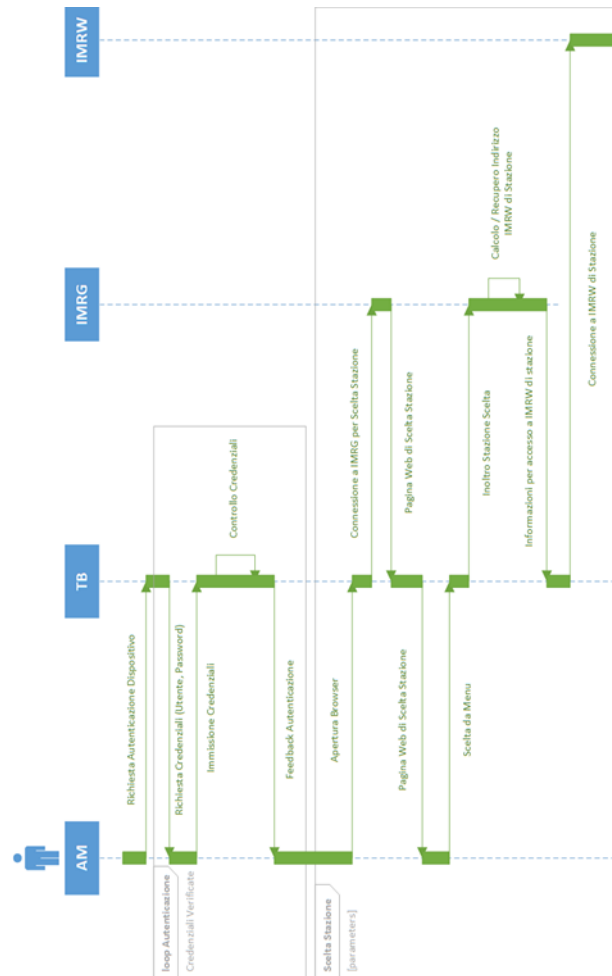 AM
TB
IMRG
IMRW
Richiesta Autenticazione Dispositivo
loop Autenticazione
Credenziali Verificate
Richiesta Credenziali (Utente, Password)
Immissione Credenziali
Controllo Credenziali
Feedback Autenticazione
Scelta Stazione
[parameters]
Apertura Browser
Connessione a IMRG per Scelta Stazione
Pagina Web di Scelta Stazione
Pagina Web di Scelta Stazione
Scelta da Menu
Inoltro Stazione Scelta
Calcolo / Recupero Indirizzo
IMRW di Stazione
Informazioni per accesso a IMRW di stazione
Connessione a IMRW di Stazione